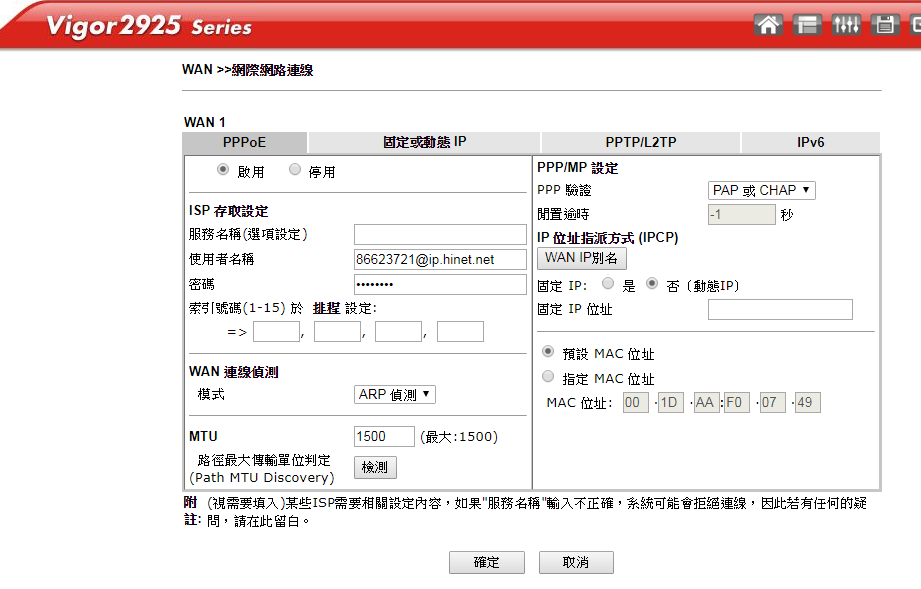 Vigor2925 Series
WAN >>網際網路連線
WAN 1
PPPoE 固定或動態 IP PPTP/L2TP IPv6
啟用 停用
ISP 存取設定
服務名稱(選項設定)
使用者名稱 86623721@ip.hinet.net
密碼 ••••••••
索引號碼(1-15) 於 排程 設定:
=> , , ,
WAN 連線偵測
模式 ARP 偵測
MTU 1500 (最大:1500)
路徑最大傳輸單位判定
(Path MTU Discovery) 檢測
PPP/MP 設定
PPP 驗證 PAP 或 CHAP
閒置逾時 -1 秒
IP 位址指派方式 (IPCP)
WAN IP別名
固定 IP: 是 否 (動態IP)
固定 IP 位址
預設 MAC 位址
指定 MAC 位址
MAC 位址: 00 ·1D ·AA:F0 ·07 ·49
附註: (視需要填入)某些ISP需要相關設定內容，如果"服務名稱"輸入不正確，系統可能會拒絕連線，因此若有任何的疑
問，請在此留白。
確定 取消